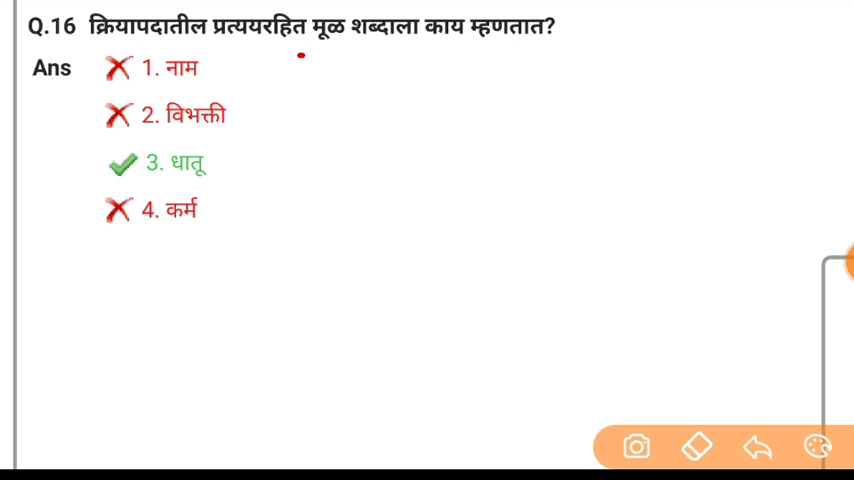 Q.16 क्रियापदातील प्रत्ययरहित मूळ शब्दाला काय म्हणतात?
Ans 1. नाम
2. विभक्ती
3. धातू
4. कर्म